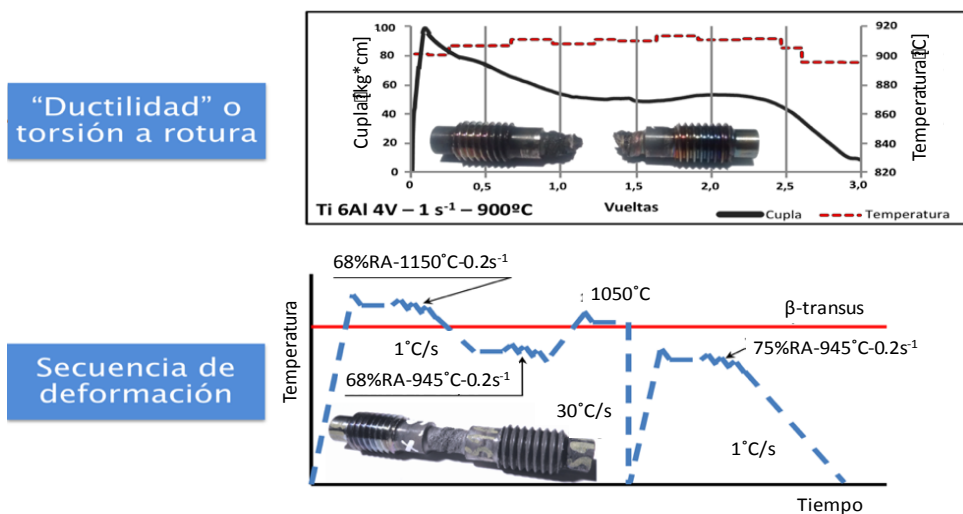 “Ductilidad” o
torsión a rotura
Cupla[kg*cm]
100
80
60
40
20
0
920
900
880
860
840
820
Temperatura[C]
0
0,5
1,0
1,5
2,0
2,5
3,0
Ti 6Al 4V – 1 s⁻¹ – 900ºC
Vueltas
Cupla
Temperatura
Secuencia de
deformación
Temperatura
68%RA-1150˚C-0.2s⁻¹
1050˚C
β-transus
1˚C/s
68%RA-945˚C-0.2s⁻¹
75%RA-945˚C-0.2s⁻¹
30˚C/s
1˚C/s
Tiempo